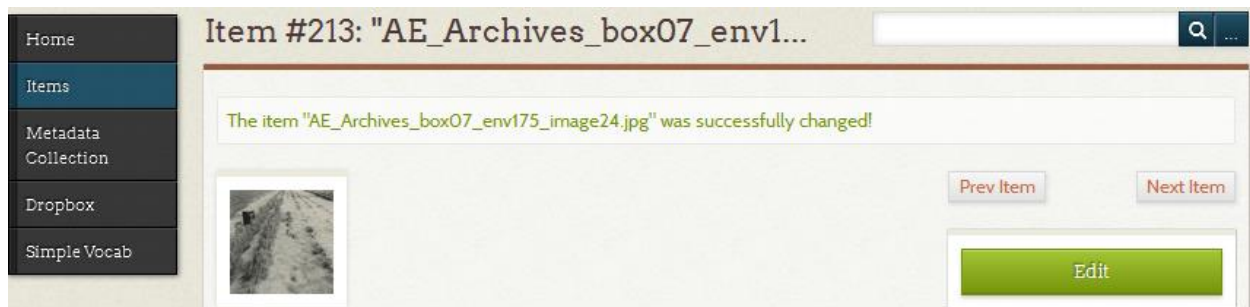 Home
Items
Metadata
Collection
Dropbox
Simple Vocab
Item #213: "AE_Archives_box07_env1...
...
The item "AE_Archives_box07_env175_image24.jpg" was successfully changed!
Prev Item
Next Item
Edit